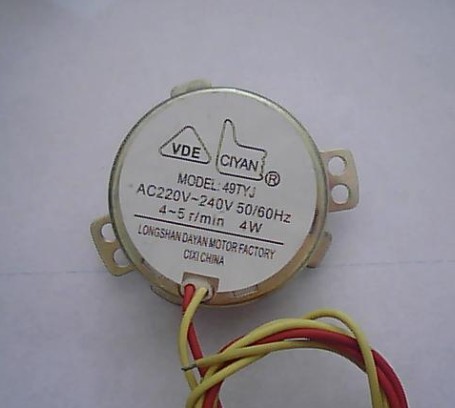 VDE
CIYAN ®
MODEL: 49TYJ
AC220V~240V 50/60Hz
4~5 r/min 4W
LONGSHAN DAYAN MOTOR FACTORY
CIXI CHINA